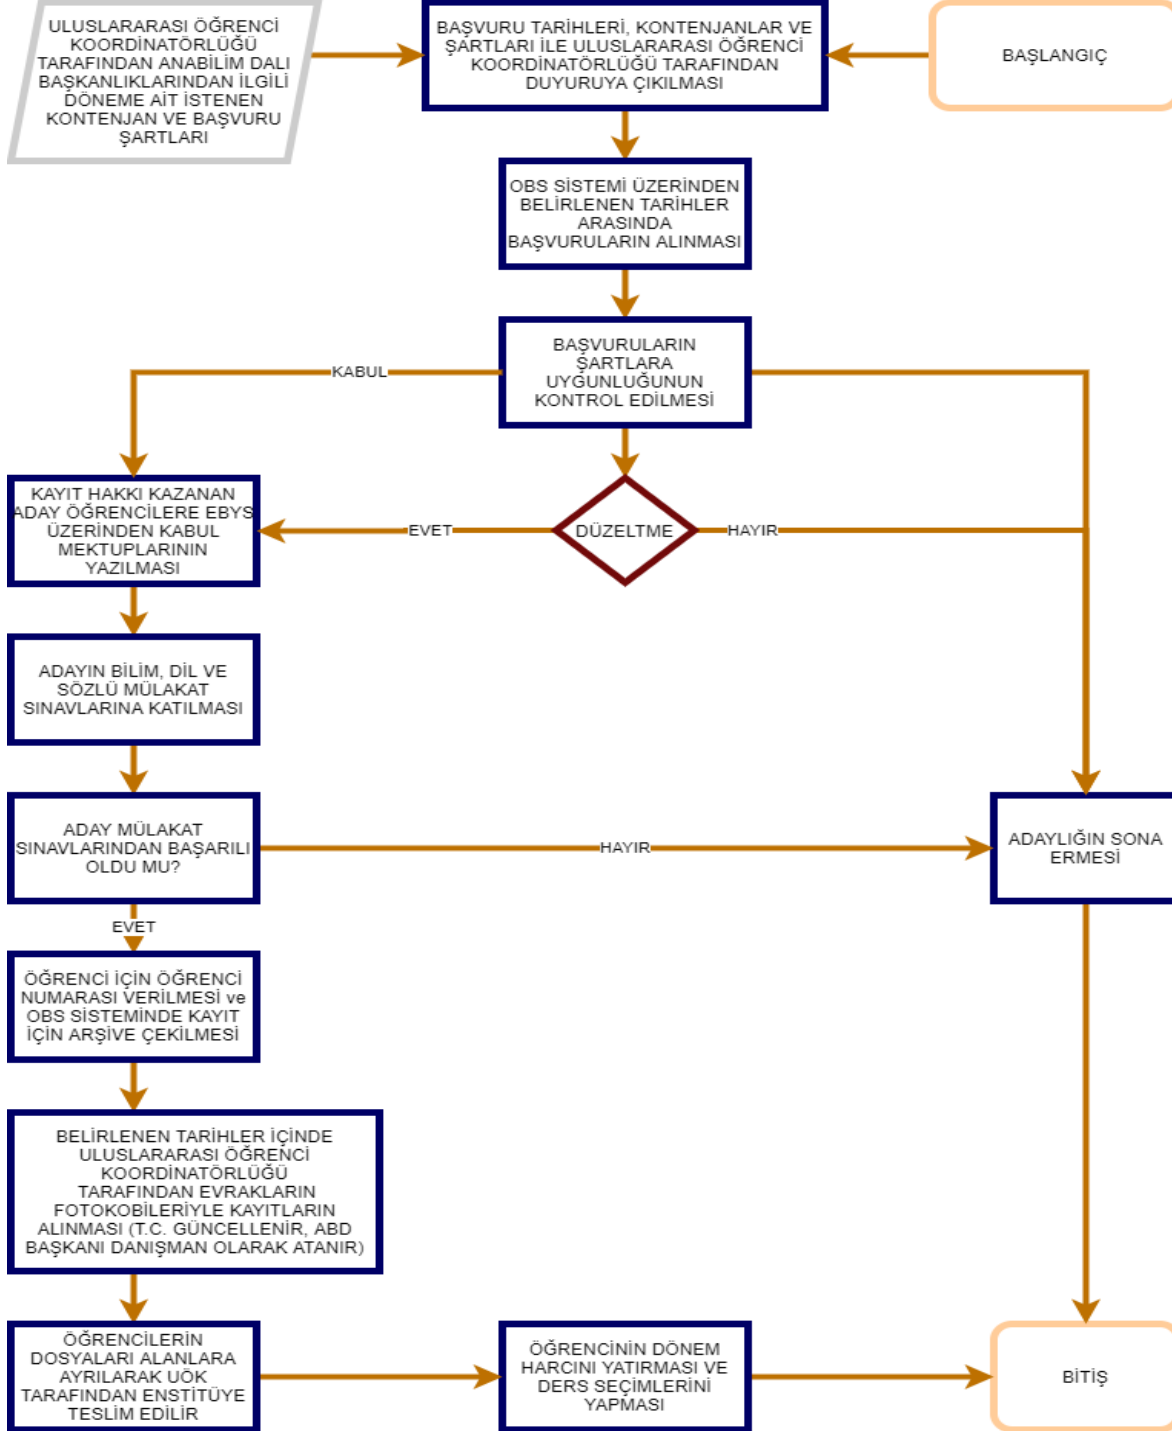 ULUSLARARASI ÖĞRENCİ
KOORDİNATÖRLÜĞÜ
TARAFINDAN ANABİLİM DALI
BAŞKANLIKLARINDAN İLGİLİ
DÖNEME AİT İSTENEN
KONTENJAN VE BAŞVURU
ŞARTLARI
BAŞVURU TARİHLERİ, KONTENJANLAR VE
ŞARTLARI İLE ULUSLARARASI ÖĞRENCİ
KOORDİNATÖRLÜĞÜ TARAFINDAN
DUYURUYA ÇIKILMASI
BAŞLANGIÇ
OBS SİSTEMİ ÜZERİNDEN
BELİRLENEN TARİHLER
ARASINDA
BAŞVURULARIN ALINMASI
BAŞVURULARIN
ŞARTLARA
UYGUNLUĞUNUN
KONTROL EDİLMESİ
KABUL
KAYIT HAKKI KAZANAN
ADAY ÖĞRENCİLERE EBYS
ÜZERİNDEN KABUL
MEKTUPLARININ
YAZILMASI
EVET
DÜZELTME
HAYIR
ADAYIN BİLİM, DİL VE
SÖZLÜ MÜLAKAT
SINAVLARINA KATILMASI
ADAY MÜLAKAT
SINAVLARINDAN BAŞARILI
OLDU MU?
HAYIR
ADAYLIĞIN SONA
ERMESİ
EVET
ÖĞRENCİ İÇİN ÖĞRENCİ
NUMARASI VERİLMESİ ve
OBS SİSTEMİNDE KAYIT
İÇİN ARŞİVE ÇEKİLMESİ
BELİRLENEN TARİHLER İÇİNDE
ULUSLARARASI ÖĞRENCİ
KOORDİNATÖRLÜĞÜ
TARAFINDAN EVRAKLARIN
FOTOKOBİLERİYLE KAYITLARIN
ALINMASI (T.C. GÜNCELLENİR, ABD
BAŞKANI DANIŞMAN OLARAK ATANIR)
ÖĞRENCİLERİN
DOSYALARI ALANLARA
AYRILARAK UÖK
TARAFINDAN ENSTİTÜYE
TESLİM EDİLİR
ÖĞRENCİNİN DÖNEM
HARCINI YATIRMASI VE
DERS SEÇİMLERİNİ
YAPMASI
BİTİŞ